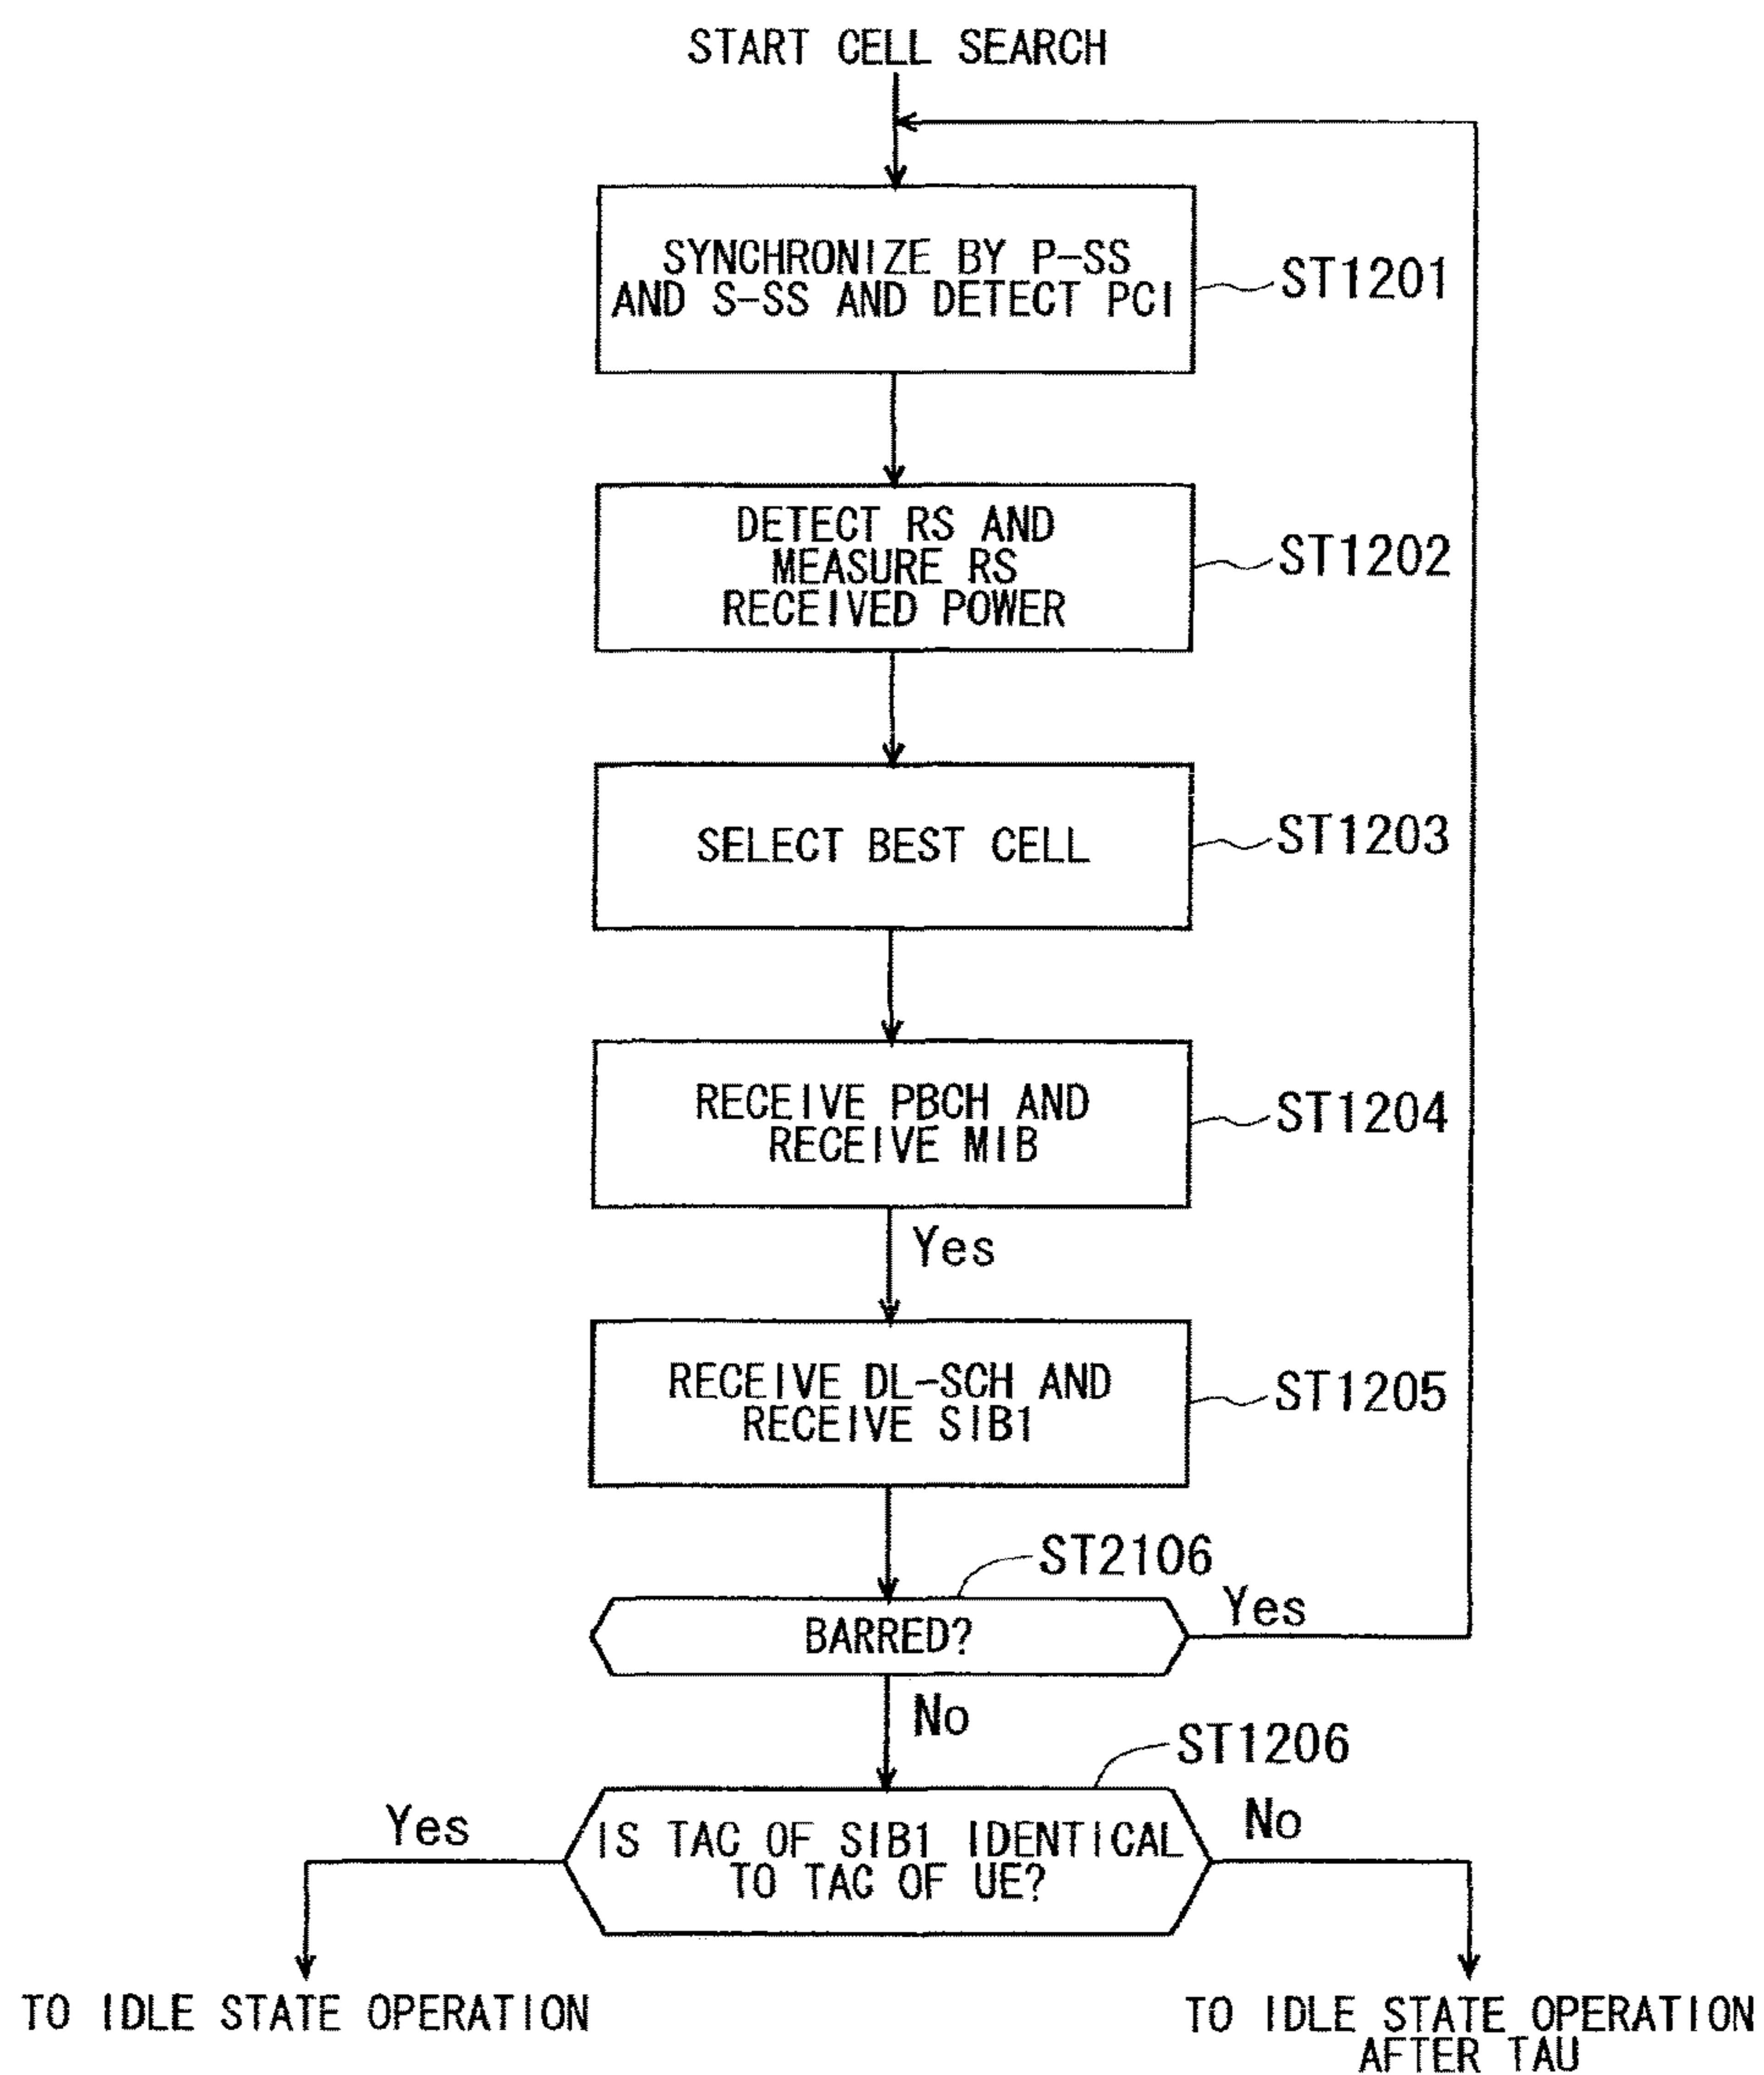 START CELL SEARCH
SYNCHRONIZE BY P-SS
AND S-SS AND DETECT PCI
ST1201
DETECT RS AND
MEASURE RS
RECEIVED POWER
ST1202
SELECT BEST CELL
ST1203
RECEIVE PBCH AND
RECEIVE MIB
ST1204
Yes
RECEIVE DL-SCH AND
RECEIVE SIB1
ST1205
ST2106
BARRED?
Yes
No
ST1206
IS TAC OF SIB1 IDENTICAL
TO TAC OF UE?
Yes
No
TO IDLE STATE OPERATION
TO IDLE STATE OPERATION
AFTER TAU